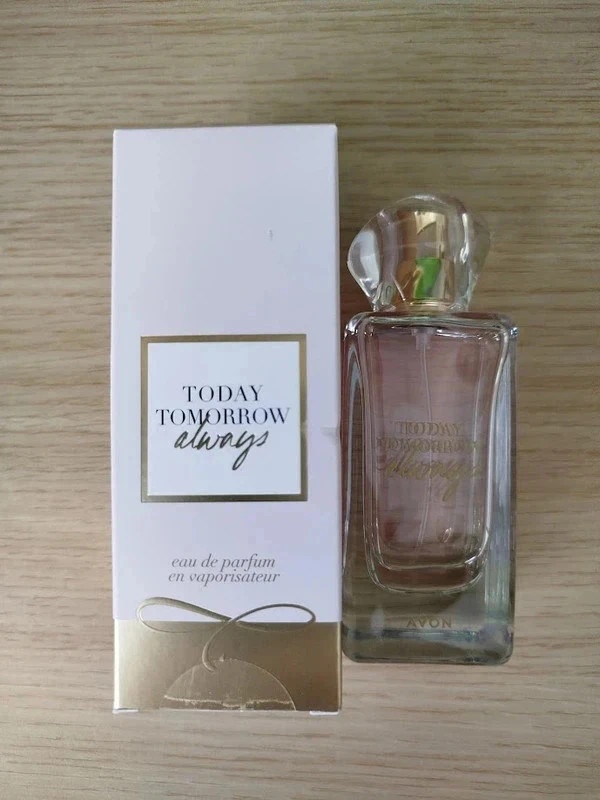 TODAY
TOMORROW
always
eau de parfum
en vaporisateur
TODAY
TOMORROW
always
AVON